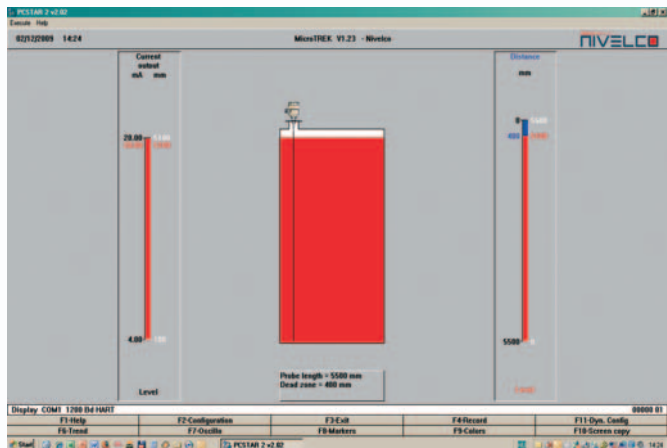 PCSTAR 2 v2.02
Execute Help
02/12/2009 14:24
MicroTREK V1.23 - Nivelco
NIVELCO
Current
output
mA mm
20.00
4.00
Level
Probe length = 5500 mm
Dead zone = 400 mm
Distance
mm
0
400
5500
Display COM1 1200 Bd HART
00000 01
F1-Help F2-Configuration F3-Exit F4-Record F11-Dyn. Config
F6-Trend F7-Oscillo F8-Markers F9-Colors F10-Screen copy
Start PCSTAR 2 v2.02 14:24